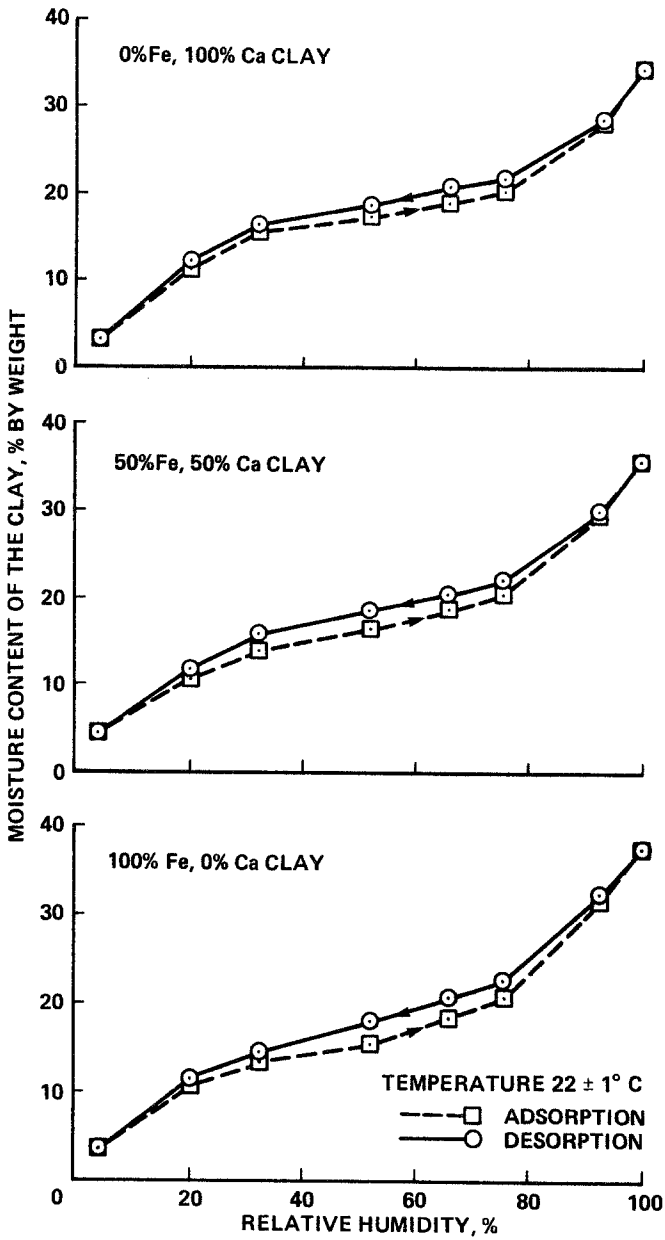 40
0%Fe, 100% Ca CLAY
30
20
10
0
40
50%Fe, 50% Ca CLAY
30
20
10
0
MOISTURE CONTENT OF THE CLAY, % BY WEIGHT
40
100% Fe, 0% Ca CLAY
30
20
10
TEMPERATURE 22 ± 1° C
ADSORPTION
DESORPTION
0 20 40 60 80 100
RELATIVE HUMIDITY, %